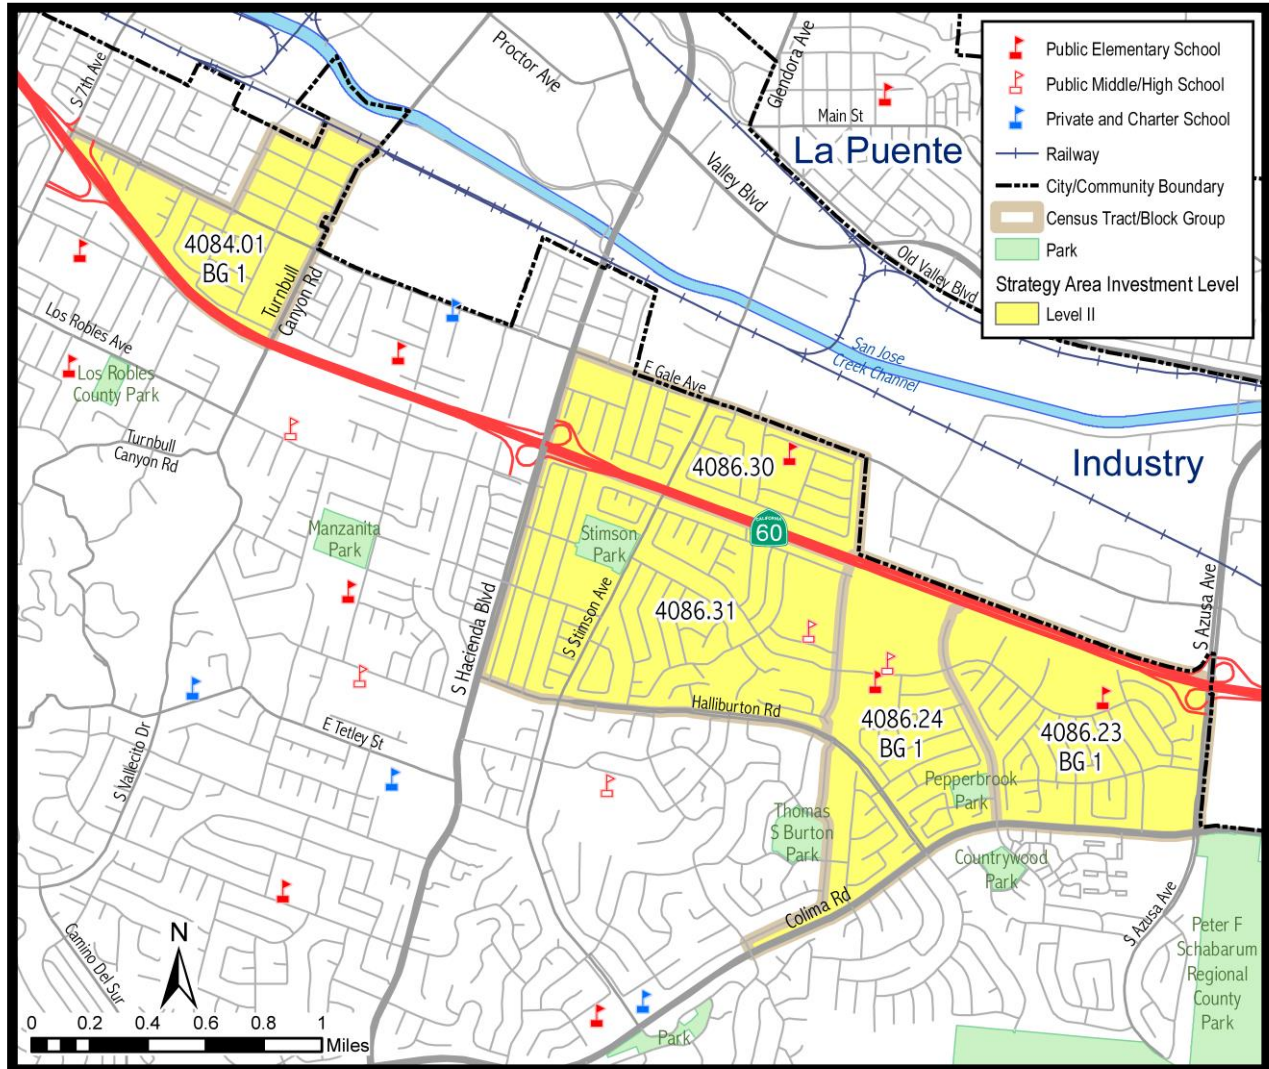 S 7th Ave
Proctor Ave
Glendora Ave
Main St
La Puente
Valley Blvd
Old Valley Blvd
Public Elementary School
Public Middle/High School
Private and Charter School
Railway
City/Community Boundary
Census Tract/Block Group
Park
Strategy Area Investment Level
Level II
4084.01
BG 1
Turnbull
Canyon Rd
Los Robles Ave
Los Robles
County Park
Turnbull
Canyon Rd
San Jose
Creek Channel
E Gale Ave
4086.30
Industry
CALIFORNIA
60
Manzanita
Park
Stimson
Park
S Hacienda Blvd
S Stimson Ave
4086.31
S Azusa Ave
Halliburton Rd
4086.24
BG 1
4086.23
BG 1
S Vallecito Dr
E Tetley St
Pepperbrook
Park
Thomas
S Burton
Park
Countrywood
Park
Colima Rd
S Azusa Ave
Peter F
Schabarum
Regional
County
Park
Camino Del Sur
N
0 0.2 0.4 0.6 0.8 1
Miles
Park